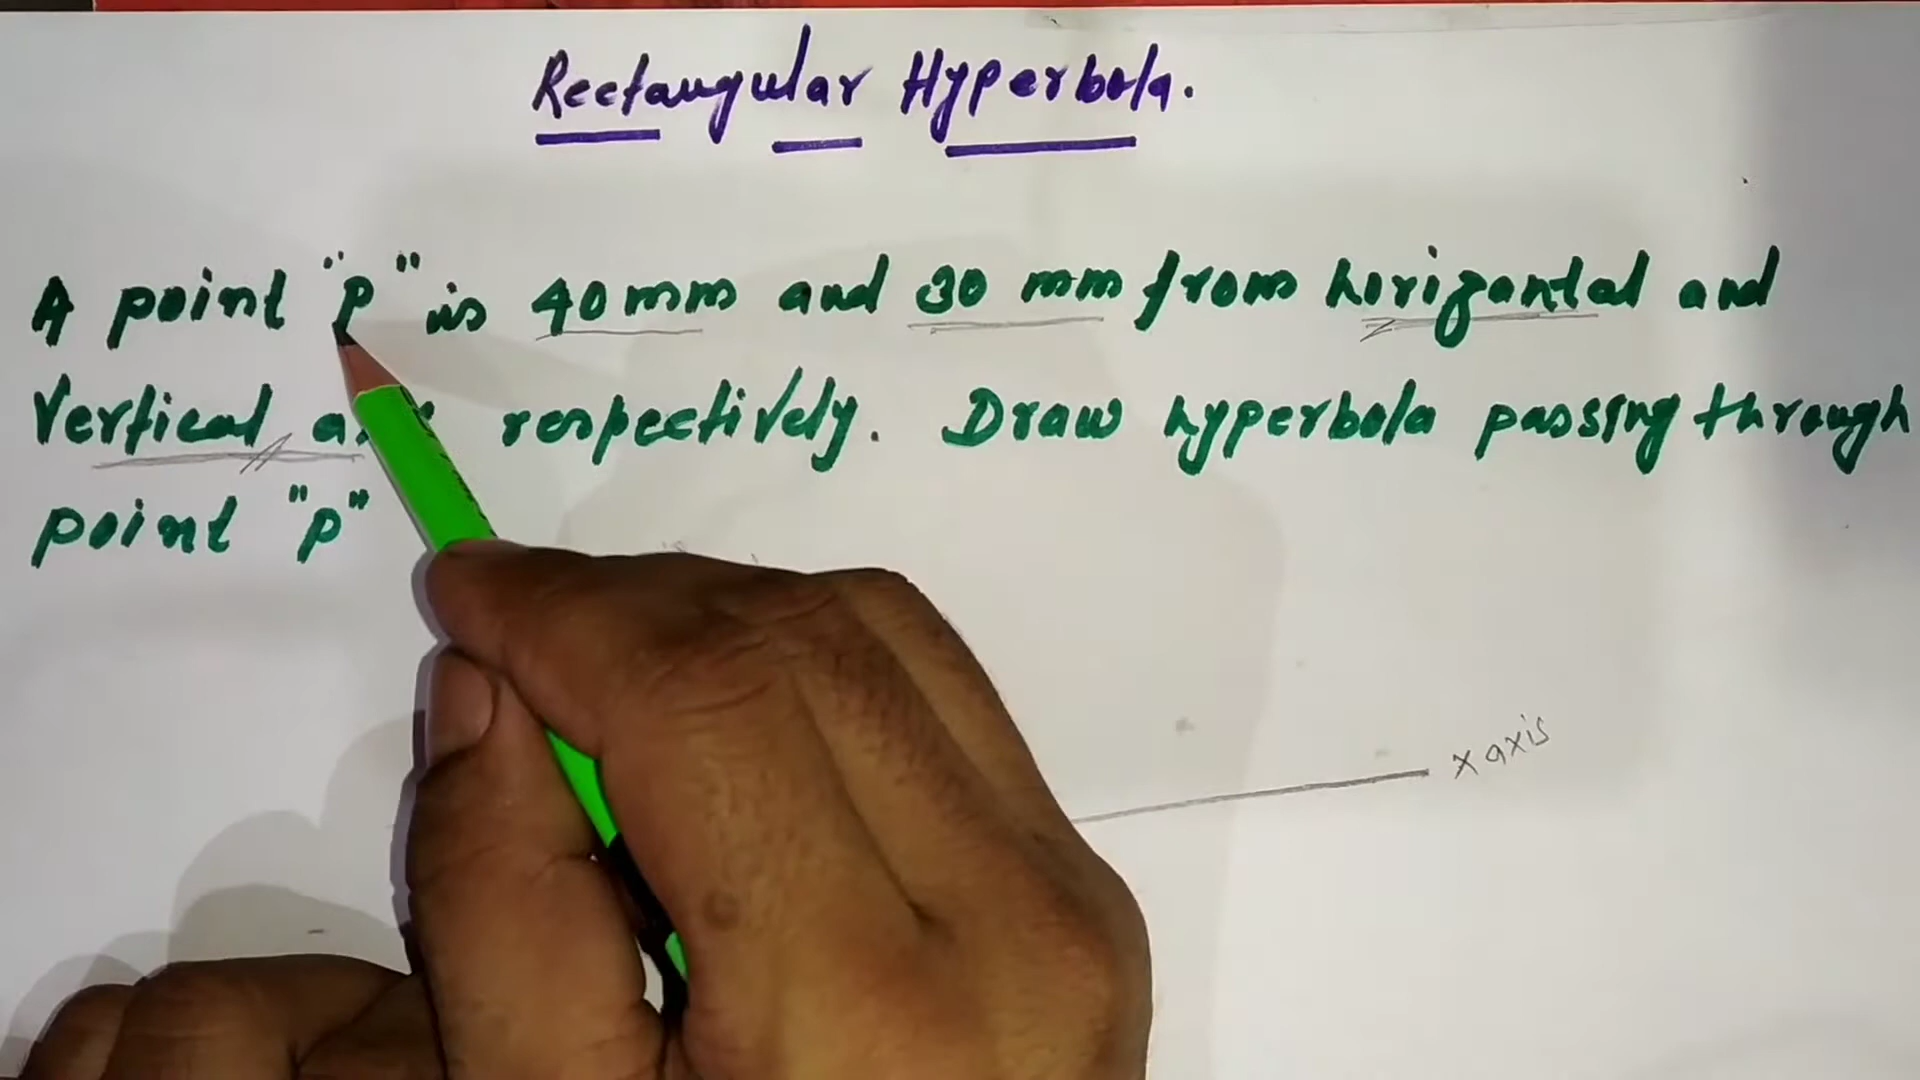 Rectangular Hyperbola.
A point "p" is 40 mm and 30 mm from horizontal and
Vertical respectively. Draw hyperbola passing through
point "p"
x axis